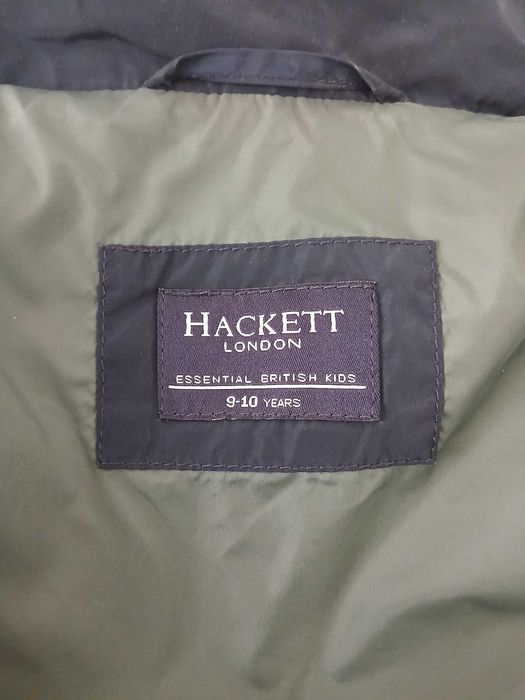 HACKETT
LONDON
ESSENTIAL BRITISH KIDS
9-10 YEARS